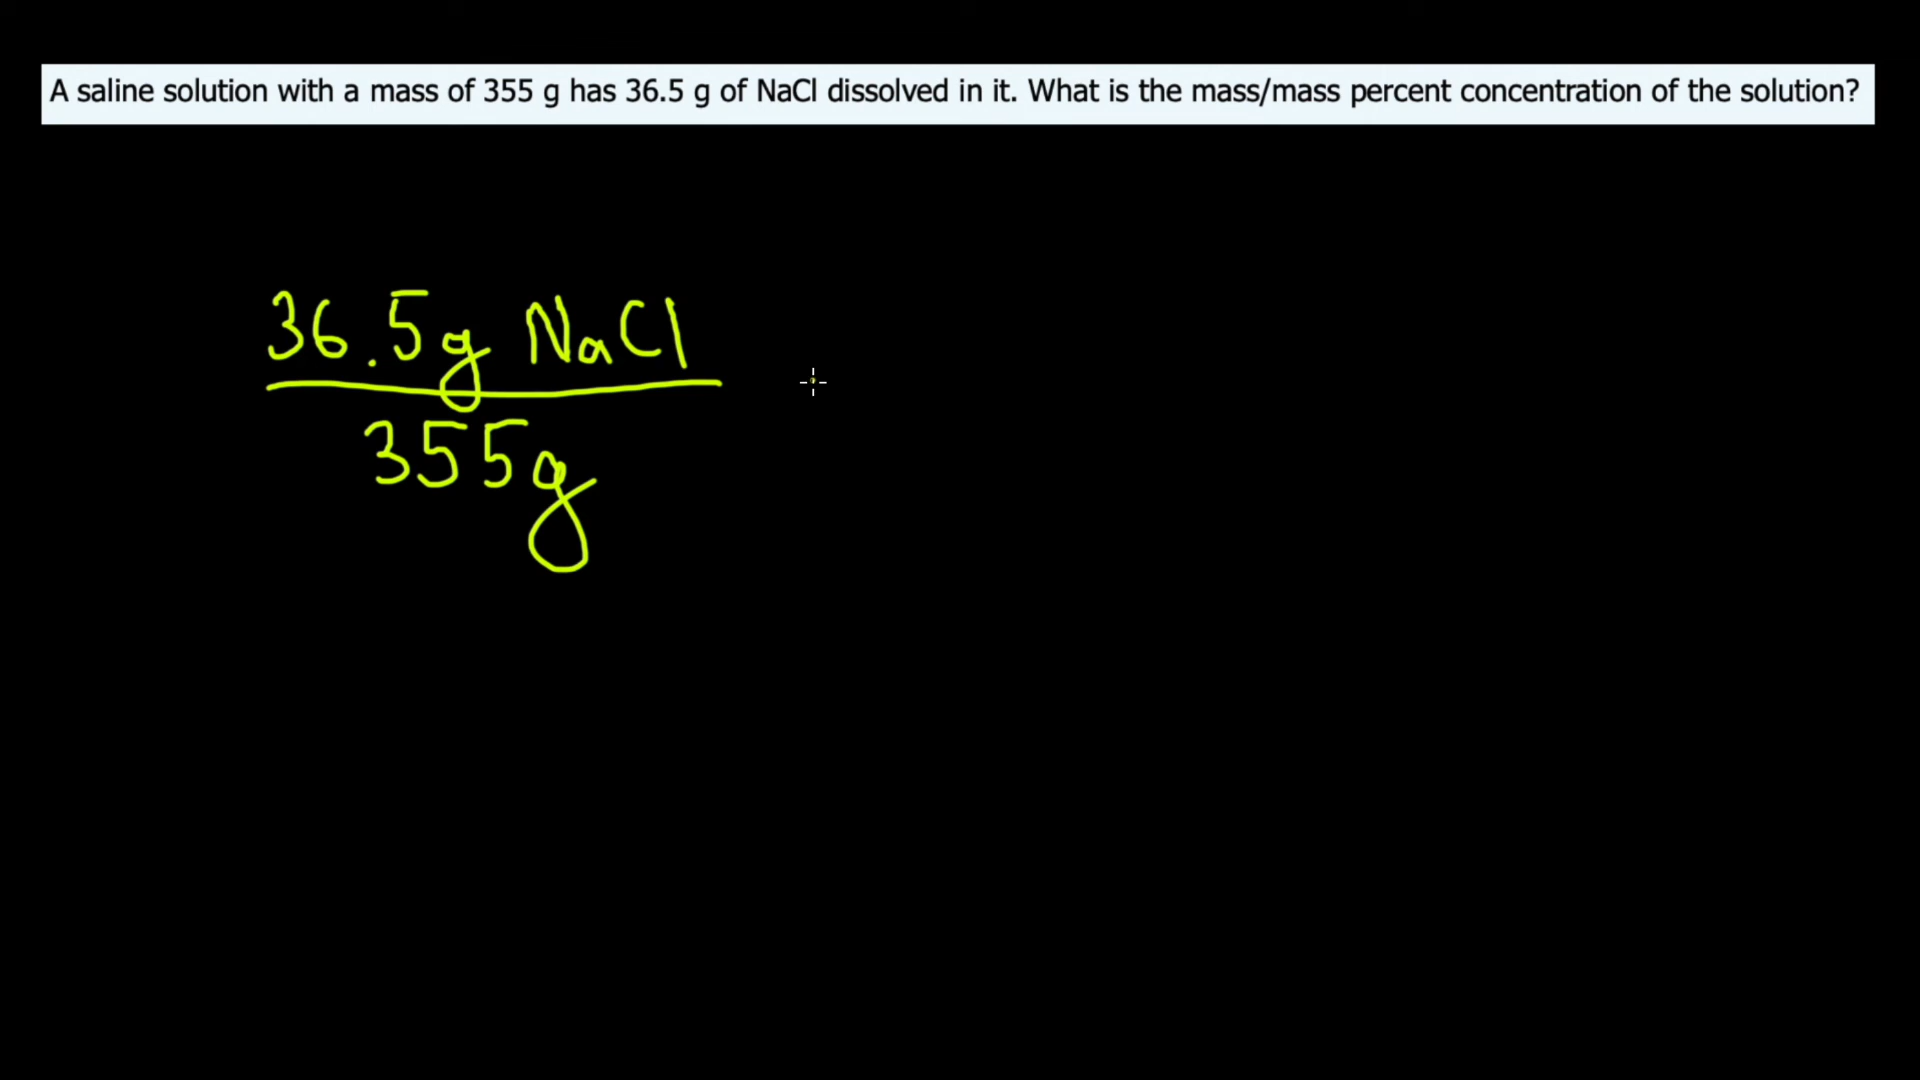 A saline solution with a mass of 355 g has 36.5 g of NaCl dissolved in it. What is the mass/mass percent concentration of the solution?
36.5g NaCl
355g